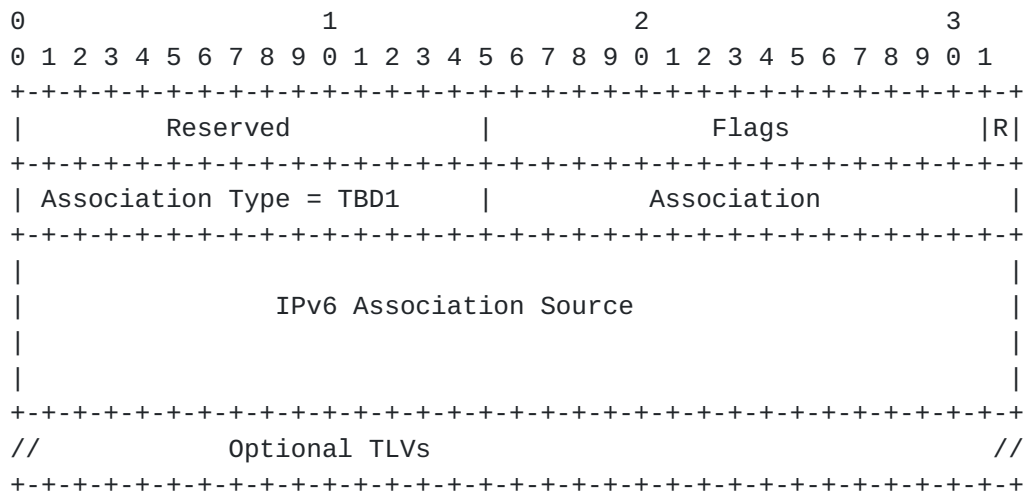 0                   1                   2                   3
0 1 2 3 4 5 6 7 8 9 0 1 2 3 4 5 6 7 8 9 0 1 2 3 4 5 6 7 8 9 0 1
+-+-+-+-+-+-+-+-+-+-+-+-+-+-+-+-+-+-+-+-+-+-+-+-+-+-+-+-+-+-+-+-+
|         Reserved            |              Flags            |R|
+-+-+-+-+-+-+-+-+-+-+-+-+-+-+-+-+-+-+-+-+-+-+-+-+-+-+-+-+-+-+-+-+
| Association Type = TBD1     |          Association            |
+-+-+-+-+-+-+-+-+-+-+-+-+-+-+-+-+-+-+-+-+-+-+-+-+-+-+-+-+-+-+-+-+
|                                                               |
|                IPv6 Association Source                        |
|                                                               |
|                                                               |
+-+-+-+-+-+-+-+-+-+-+-+-+-+-+-+-+-+-+-+-+-+-+-+-+-+-+-+-+-+-+-+-+
//            Optional TLVs                                    //
+-+-+-+-+-+-+-+-+-+-+-+-+-+-+-+-+-+-+-+-+-+-+-+-+-+-+-+-+-+-+-+-+